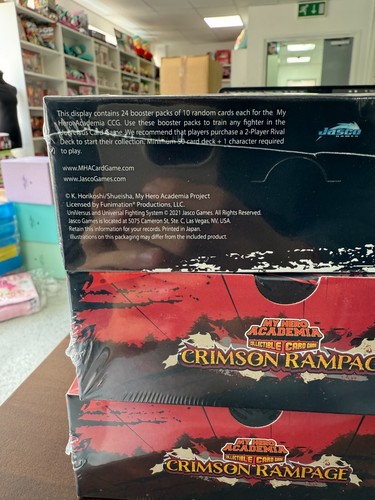 This display contains 24 booster packs of 10 random cards each for the My
Hero Academia CCG. Use these booster packs to train any fighter in the
Card Game. We recommend that players purchase a 2-Player Rival
Deck to start their collection. Minimum 50 card deck + 1 character required
to play.
Jasco
GAMES
www.MHACardGame.com
www.JascoGames.com
© K. Horikoshi/Shueisha, My Hero Academia Project
Licensed by Funimation® Productions, LLC.
UniVersus and Universal Fighting System © 2021 Jasco Games. All Rights Reserved.
Jasco Games is located at 5075 Cameron St, Ste. C, Las Vegas, NV, USA.
Retain this information for your records. Printed in Japan.
Illustrations on this packaging may differ from the included product.
MY HERO
ACADEMIA
COLLECTIBLE CARD GAME
CRIMSON RAMPAG
MY HERO
ACADEMIA
COLLECTIBLE CARD GAME
CRIMSON RAMPAGE